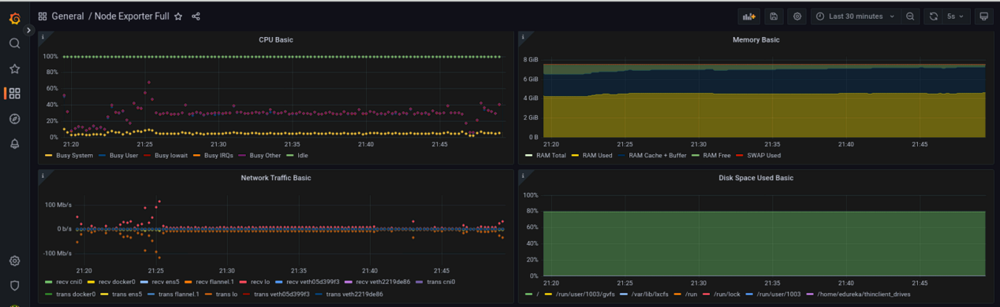 General / Node Exporter Full
Last 30 minutes
5s
CPU Basic
100%
80%
60%
40%
20%
0%
21:20 21:25 21:30 21:35 21:40 21:45
Busy System Busy User Busy Iowait Busy IRQs Busy Other Idle
Memory Basic
8 GiB
6 GiB
4 GiB
2 GiB
0 B
21:20 21:25 21:30 21:35 21:40 21:45
RAM Total RAM Used RAM Cache + Buffer RAM Free SWAP Used
Network Traffic Basic
100 Mb/s
0 b/s
-100 Mb/s
21:20 21:25 21:30 21:35 21:40 21:45
recv cni0 recv docker0 recv ens5 recv flannel.1 recv lo recv veth05d399f3 recv veth2219de86 trans cni0
trans docker0 trans ens5 trans flannel.1 trans lo trans veth05d399f3 trans veth2219de86
Disk Space Used Basic
100%
80%
60%
40%
20%
0%
21:20 21:25 21:30 21:35 21:40 21:45
/ /run/user/1003/gvfs /var/lib/lxcfs /run /run/lock /run/user/1003 /home/edureka/thinclient_drives